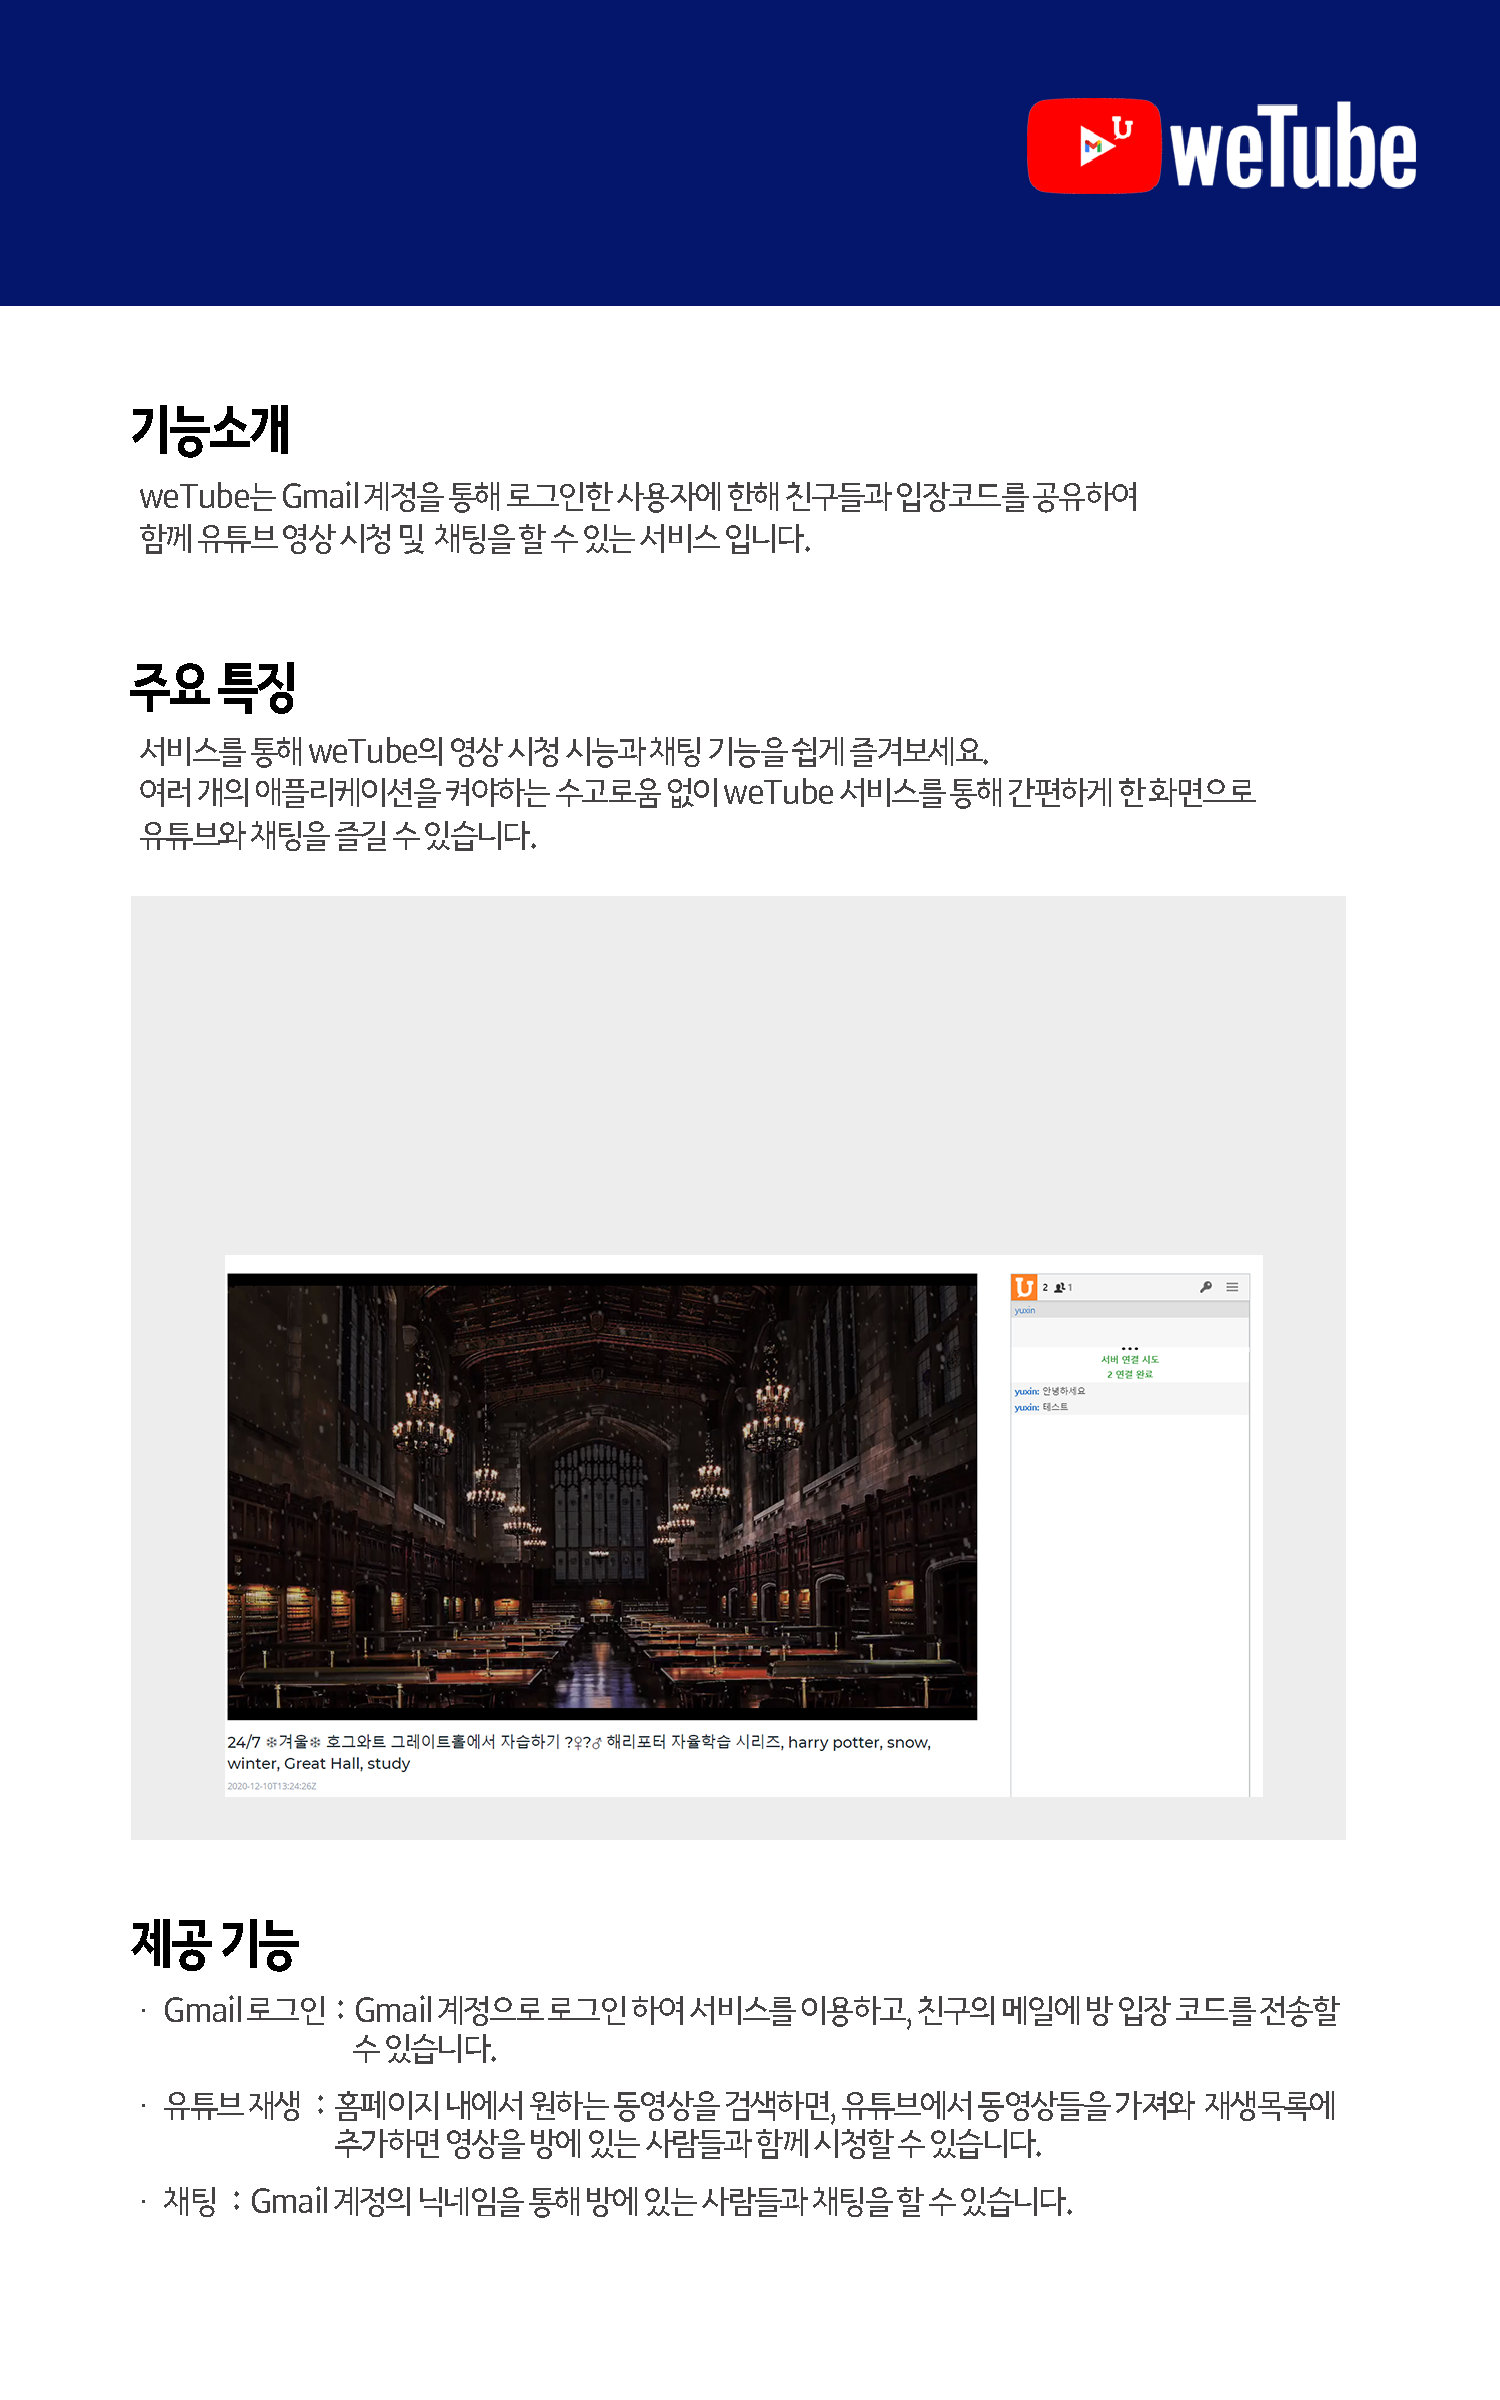 weTube
기능소개
weTube는 Gmail 계정을 통해 로그인한 사용자에 한해 친구들과 입장코드를 공유하여
함께 유튜브 영상 시청 및 채팅을 할 수 있는 서비스 입니다.
주요 특징
서비스를 통해 weTube의 영상 시청 시능과 채팅 기능을 쉽게 즐겨보세요.
여러 개의 애플리케이션을 켜야하는 수고로움 없이 weTube 서비스를 통해 간편하게 한 화면으로
유튜브와 채팅을 즐길 수 있습니다.
2 1
yuxin
서버 연결 시도
2 연결 완료
yuxin: 안녕하세요
yuxin: 테스트
24/7 ❄겨울❄ 호그와트 그레이트홀에서 자습하기 ?♀?♂ 해리포터 자율학습 시리즈, harry potter, snow,
winter, Great Hall, study
2020-12-10T13:24:26Z
제공 기능
· Gmail 로그인 : Gmail 계정으로 로그인 하여 서비스를 이용하고, 친구의 메일에 방 입장 코드를 전송할
수 있습니다.
· 유튜브 재생 : 홈페이지 내에서 원하는 동영상을 검색하면, 유튜브에서 동영상들을 가져와 재생목록에
추가하면 영상을 방에 있는 사람들과 함께 시청할 수 있습니다.
· 채팅 : Gmail 계정의 닉네임을 통해 방에 있는 사람들과 채팅을 할 수 있습니다.